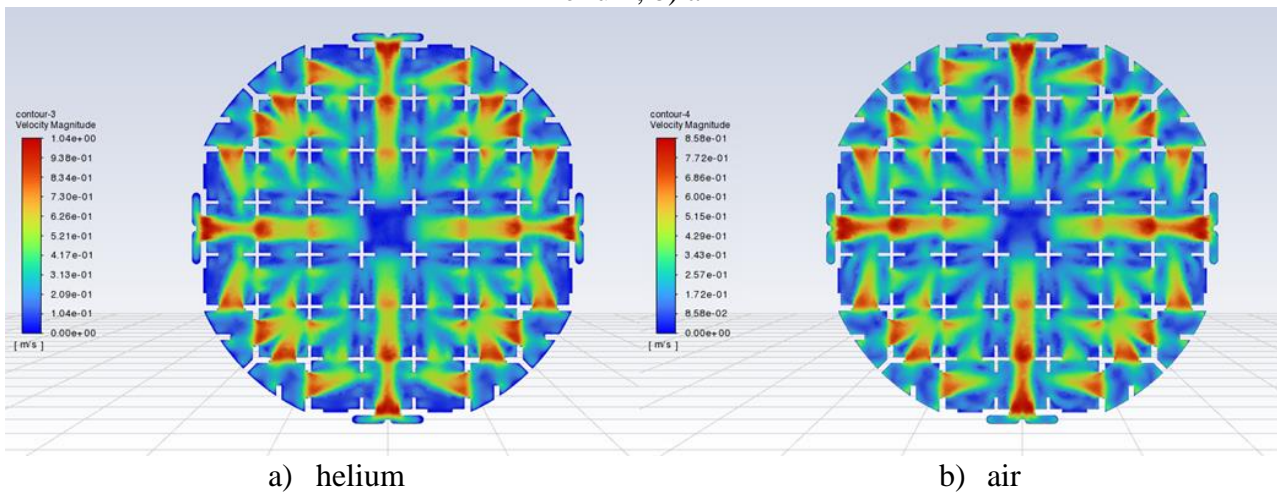 contour-3
Velocity Magnitude
1.04e+00
9.38e-01
8.34e-01
7.30e-01
6.26e-01
5.21e-01
4.17e-01
3.13e-01
2.09e-01
1.04e-01
0.00e+00
[ m/s ]
contour-4
Velocity Magnitude
8.58e-01
7.72e-01
6.86e-01
6.00e-01
5.15e-01
4.29e-01
3.43e-01
2.57e-01
1.72e-01
8.58e-02
0.00e+00
[ m/s ]
a) helium
b) air